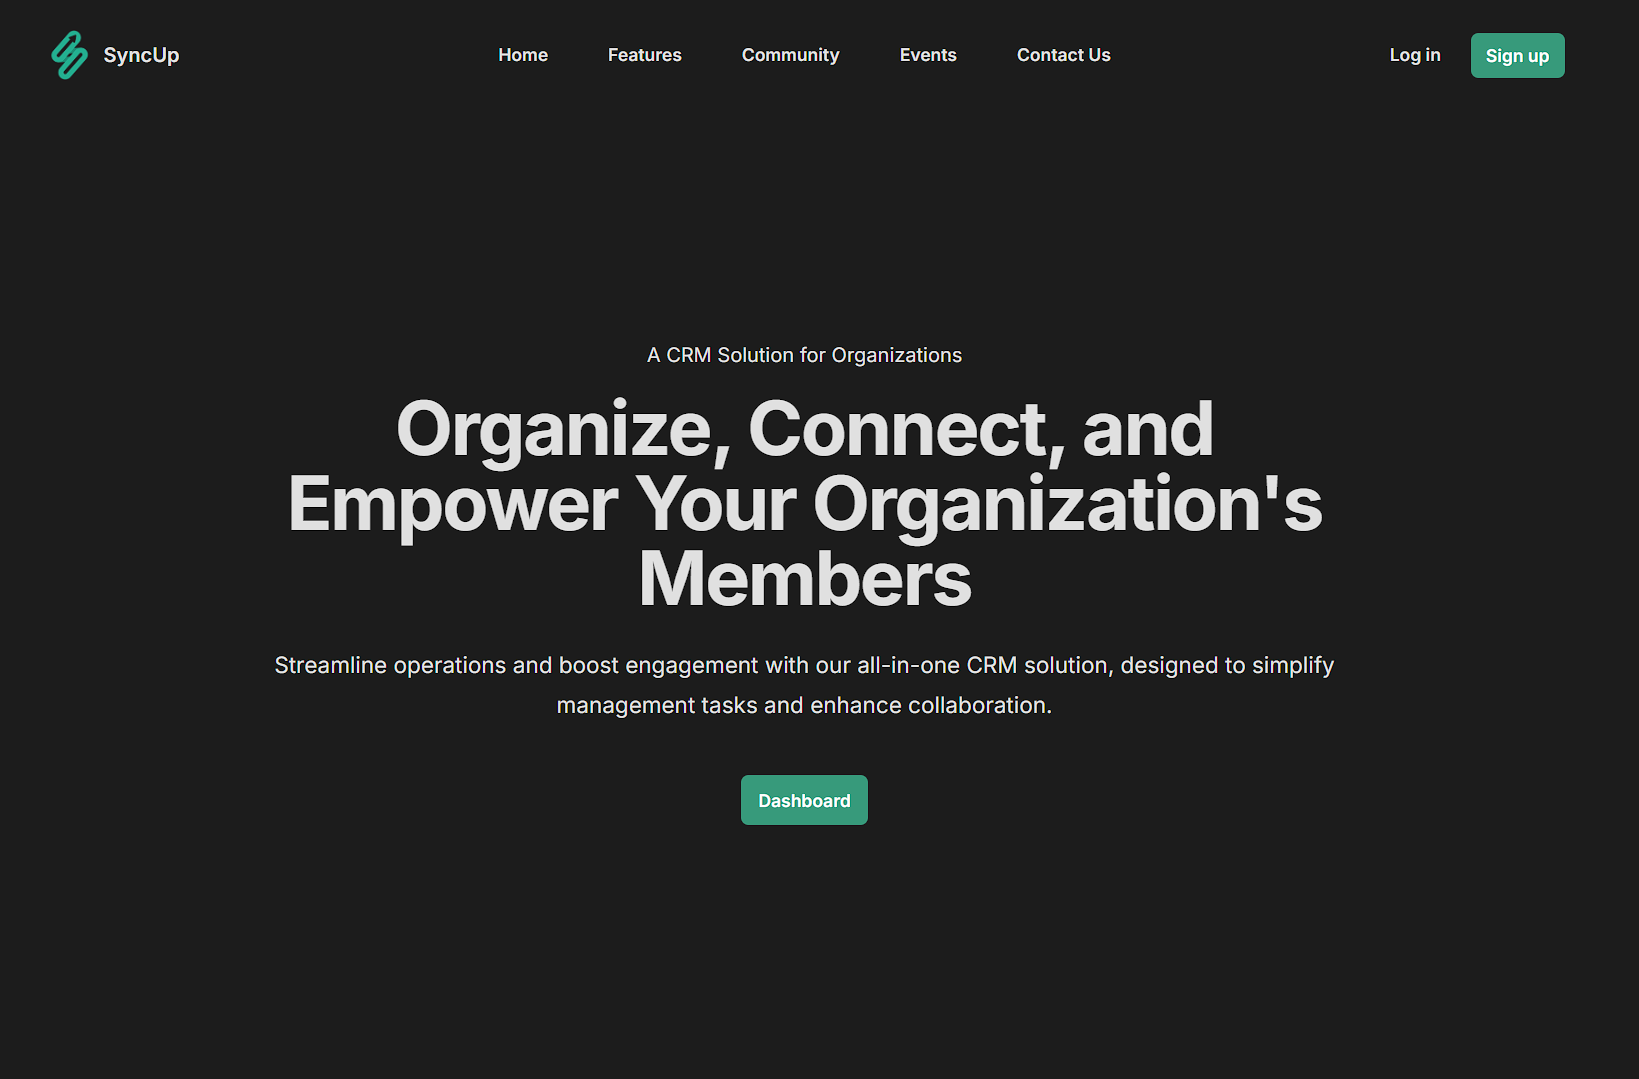 SyncUp
Home Features Community Events Contact Us
Log in Sign up
A CRM Solution for Organizations
Organize, Connect, and
Empower Your Organization's
Members
Streamline operations and boost engagement with our all-in-one CRM solution, designed to simplify
management tasks and enhance collaboration.
Dashboard